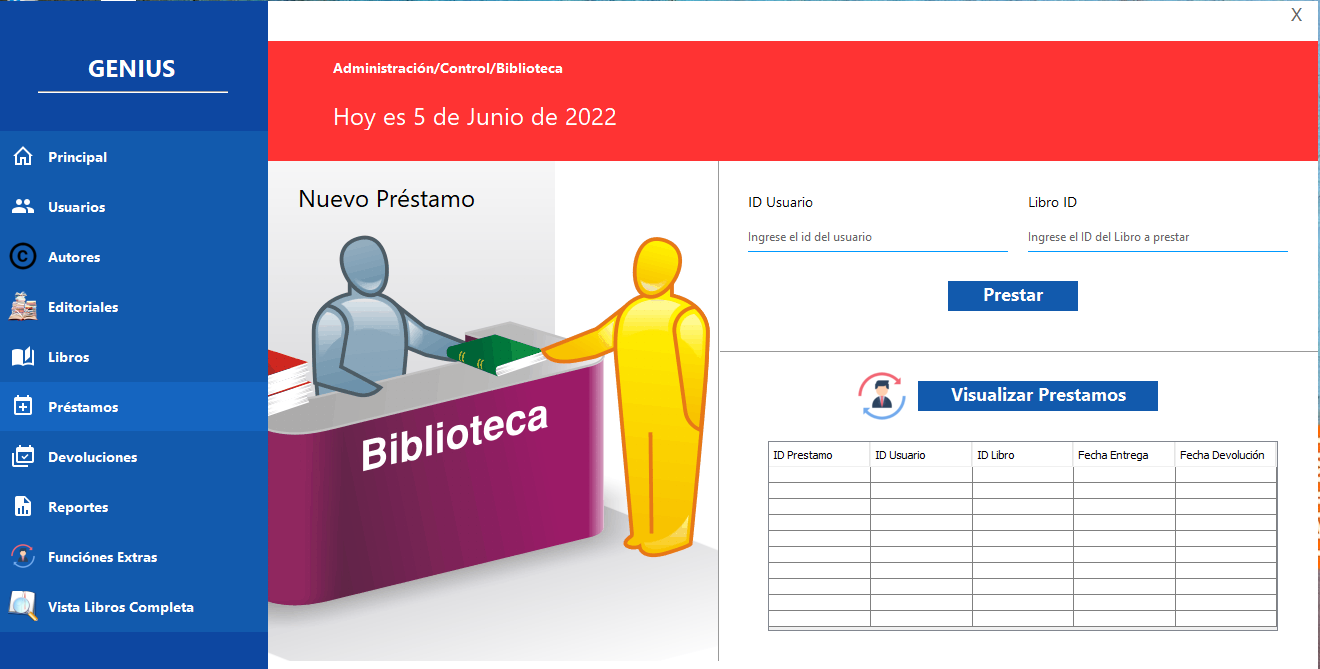 X
GENIUS
Administración/Control/Biblioteca
Hoy es 5 de Junio de 2022
Principal
Usuarios
Autores
Editoriales
Libros
Préstamos
Devoluciones
Reportes
Funciónes Extras
Vista Libros Completa
Nuevo Préstamo
Biblioteca
ID Usuario
Libro ID
Ingrese el id del usuario
Ingrese el ID del Libro a prestar
Prestar
Visualizar Prestamos
ID Prestamo ID Usuario ID Libro Fecha Entrega Fecha Devolución